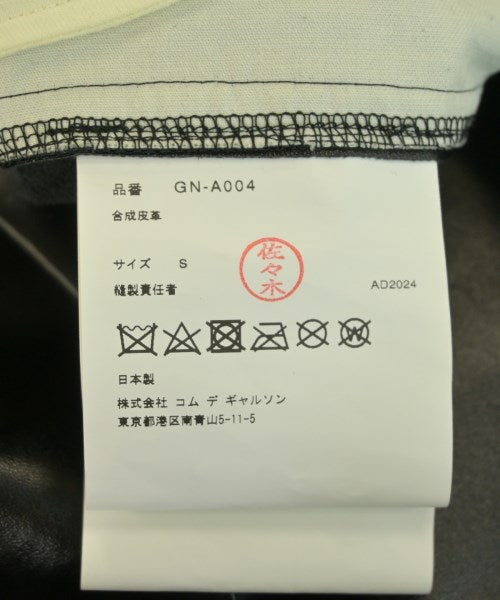 品番 GN-A004
合成皮革
サイズ S
縫製責任者
佐々木
AD2024
日本製
株式会社 コム デ ギャルソン
東京都港区南青山5-11-5